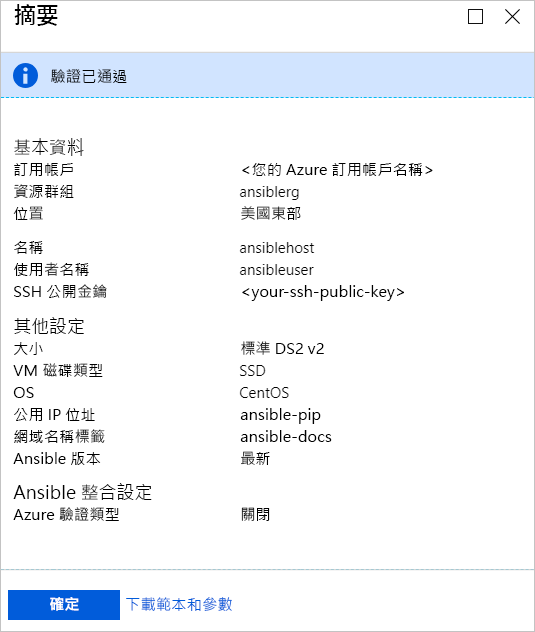 摘要
驗證已通過
基本資料
訂用帳戶 <您的 Azure 訂用帳戶名稱>
資源群組 ansiblerg
位置 美國東部
名稱 ansiblehost
使用者名稱 ansibleuser
SSH 公開金鑰 <your-ssh-public-key>
其他設定
大小 標準 DS2 v2
VM 磁碟類型 SSD
OS CentOS
公用 IP 位址 ansible-pip
網域名稱標籤 ansible-docs
Ansible 版本 最新
Ansible 整合設定
Azure 驗證類型 關閉
確定 下載範本和參數